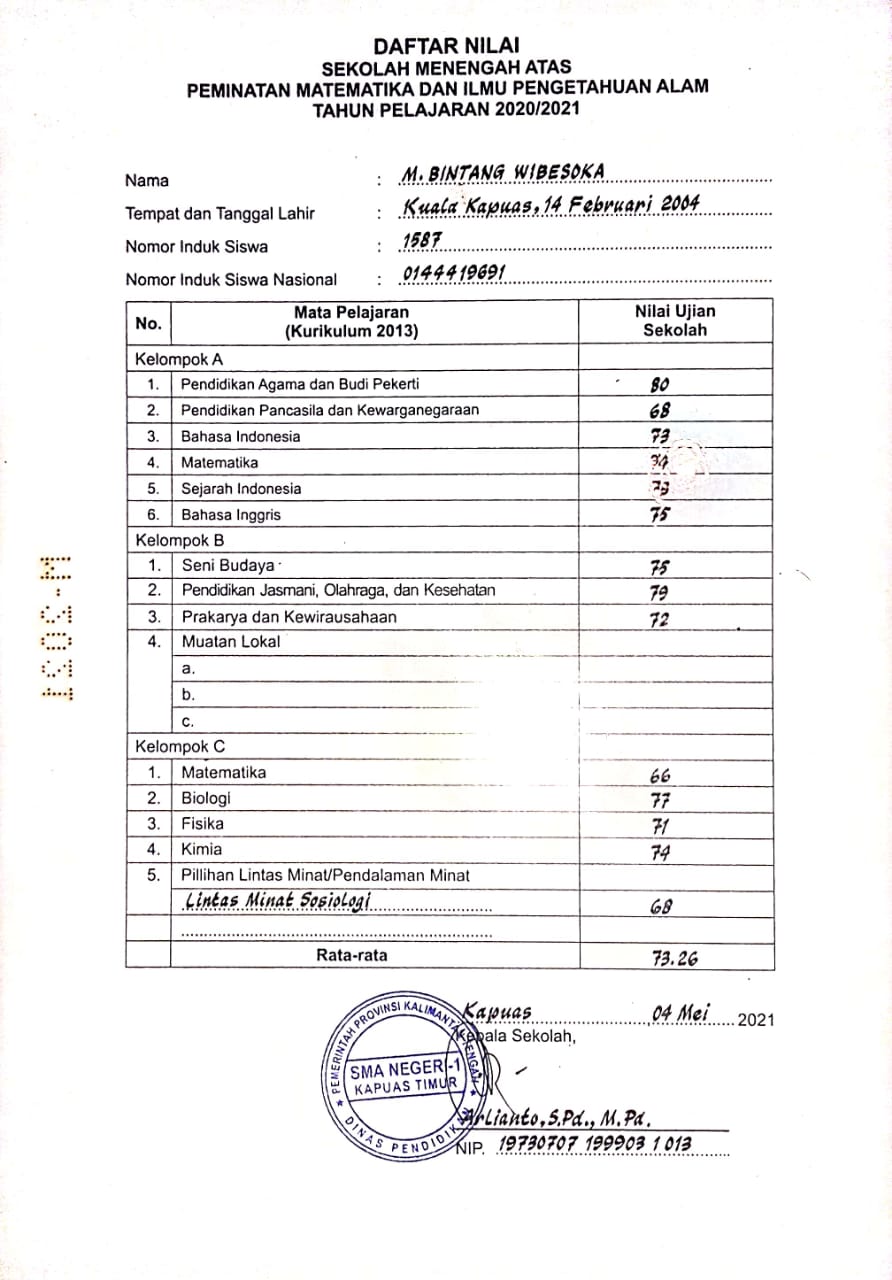 DAFTAR NILAI
SEKOLAH MENENGAH ATAS
PEMINATAN MATEMATIKA DAN ILMU PENGETAHUAN ALAM
TAHUN PELAJARAN 2020/2021
Nama : M. BINTANG WIBESOKA
Tempat dan Tanggal Lahir : Kuala Kapuas, 14 Februari 2004
Nomor Induk Siswa : 1587
Nomor Induk Siswa Nasional : 0144419691
No. Mata Pelajaran (Kurikulum 2013) Nilai Ujian Sekolah
Kelompok A
1. Pendidikan Agama dan Budi Pekerti 80
2. Pendidikan Pancasila dan Kewarganegaraan 68
3. Bahasa Indonesia 73
4. Matematika
5. Sejarah Indonesia
6. Bahasa Inggris 75
Kelompok B
1. Seni Budaya 75
2. Pendidikan Jasmani, Olahraga, dan Kesehatan 79
3. Prakarya dan Kewirausahaan 72
4. Muatan Lokal
a.
b.
c.
Kelompok C
1. Matematika 66
2. Biologi 77
3. Fisika 71
4. Kimia 74
5. Pillihan Lintas Minat/Pendalaman Minat
Lintas Minat Sosiologi 68
Rata-rata 73.26
Kapuas, 04 Mei 2021
Kepala Sekolah,
PEMERINTAH PROVINSI KALIMANTAN TENGAH
SMA NEGERI-1
KAPUAS TIMUR
DINAS PENDIDIKAN
Arlianto, S.Pd., M.Pd.
NIP. 19730707 199903 1 013